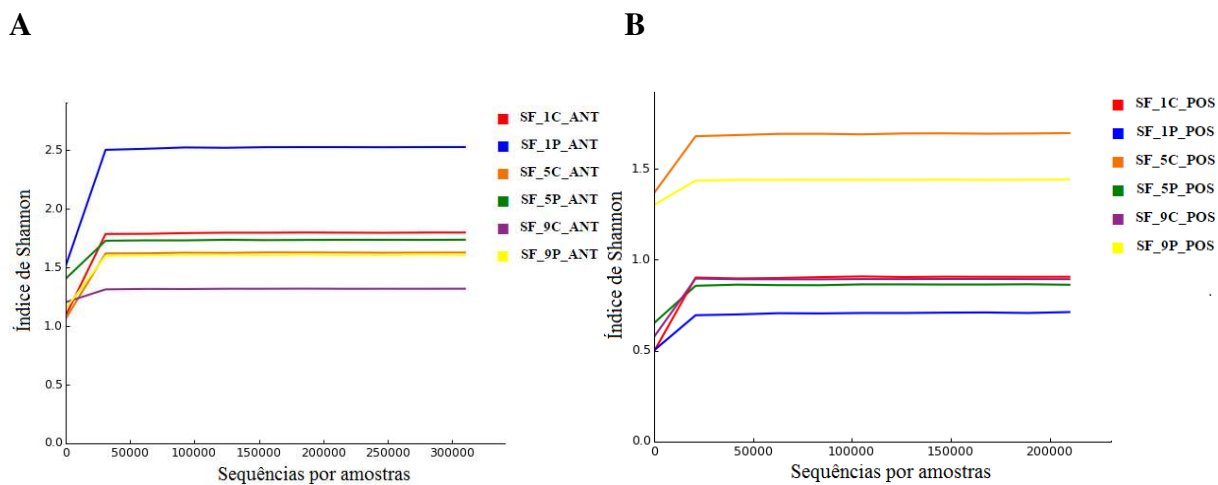 A
Índice de Shannon
2.5
2.0
1.5
1.0
0.5
0.0
0 50000 100000 150000 200000 250000 300000
Sequências por amostras
SF_1C_ANT
SF_1P_ANT
SF_5C_ANT
SF_5P_ANT
SF_9C_ANT
SF_9P_ANT
B
Índice de Shannon
1.5
1.0
0.5
0.0
0 50000 100000 150000 200000
Sequências por amostras
SF_1C_POS
SF_1P_POS
SF_5C_POS
SF_5P_POS
SF_9C_POS
SF_9P_POS
.